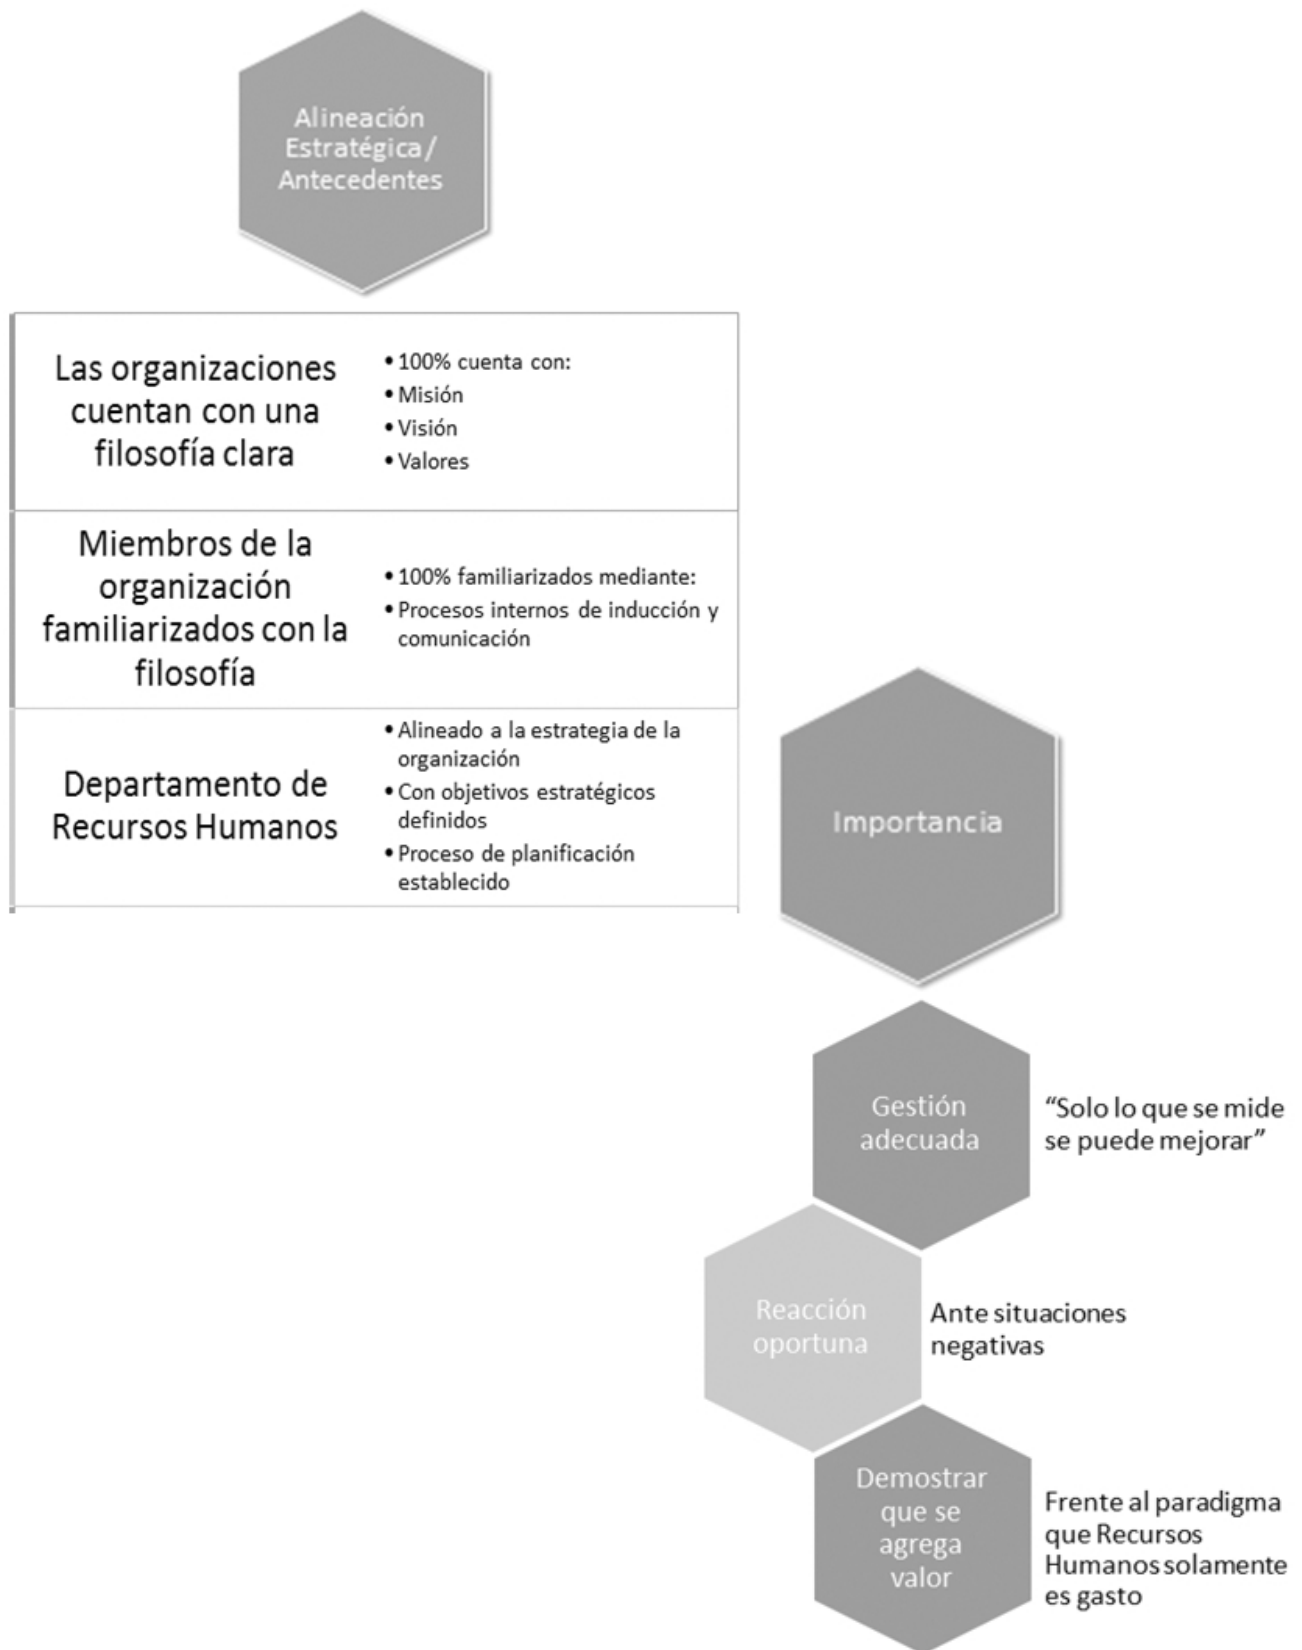 Alineación
Estratégica/
Antecedentes
Las organizaciones
cuentan con una
filosofía clara
• 100% cuenta con:
• Misión
• Visión
• Valores
Miembros de la
organización
familiarizados con la
filosofía
• 100% familiarizados mediante:
• Procesos internos de inducción y
comunicación
Departamento de
Recursos Humanos
• Alineado a la estrategia de la
organización
• Con objetivos estratégicos
definidos
• Proceso de planificación
establecido
Importancia
Gestión
adecuada
“Solo lo que se mide
se puede mejorar”
Reacción
oportuna
Ante situaciones
negativas
Demostrar
que se
agrega
valor
Frente al paradigma
que Recursos
Humanos solamente
es gasto